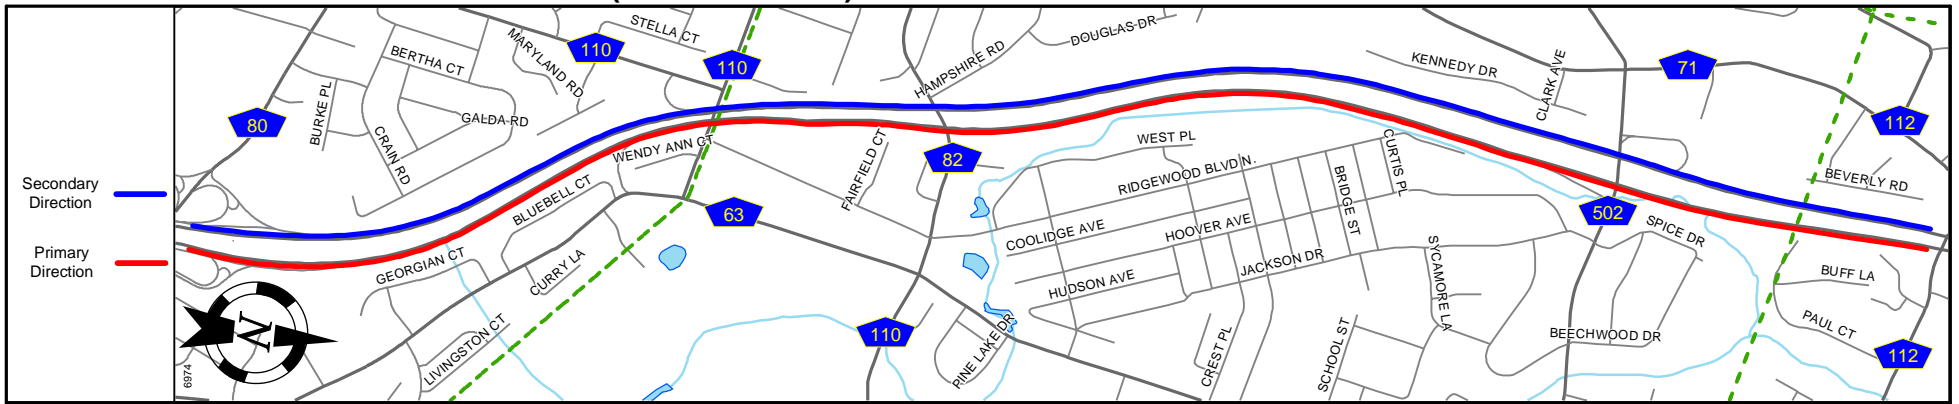 Secondary
Direction
Primary
Direction
80
110
110
82
63
110
71
112
502
112
BURKE PL
BERTHA CT
CRAIN RD
GALDA RD
MARYLAND RD
STELLA CT
WENDY ANN CT
BLUEBELL CT
GEORGIAN CT
CURRY LA
LIVINGSTON CT
N
6974
FAIRFIELD CT
HAMPSHIRE RD
DOUGLAS DR
WEST PL
RIDGEWOOD BLVD N.
COOLIDGE AVE
HOOVER AVE
HUDSON AVE
JACKSON DR
BRIDGE ST
CURTIS PL
PINE LAKE DR
CREST PL
SCHOOL ST
SYCAMORE LA
KENNEDY DR
CLARK AVE
SPICE DR
BEECHWOOD DR
BEVERLY RD
BUFF LA
PAUL CT